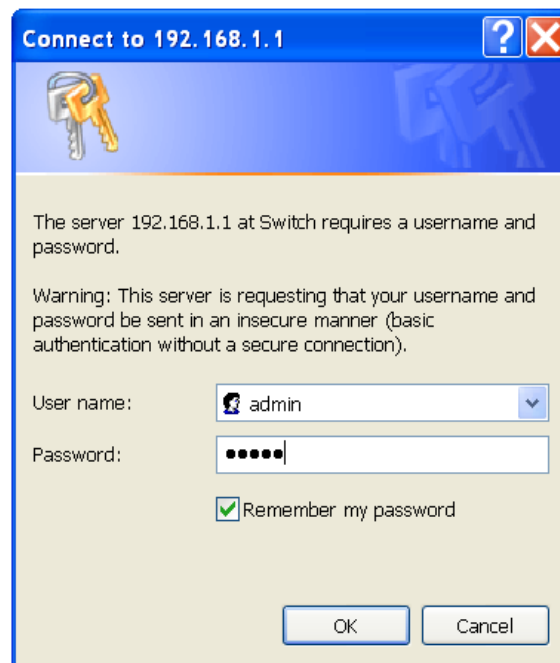 Connect to 192.168.1.1
The server 192.168.1.1 at Switch requires a username and
password.
Warning: This server is requesting that your username and
password be sent in an insecure manner (basic
authentication without a secure connection).
User name:
admin
Password:
●●●●●
Remember my password
OK
Cancel